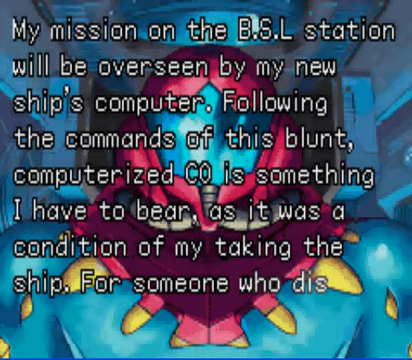 My mission on the B.S.L station
will be overseen by my new
ship's computer. Following
the commands of this blunt,
computerized CO is something
I have to bear, as it was a
condition of my taking the
ship. For someone who dis